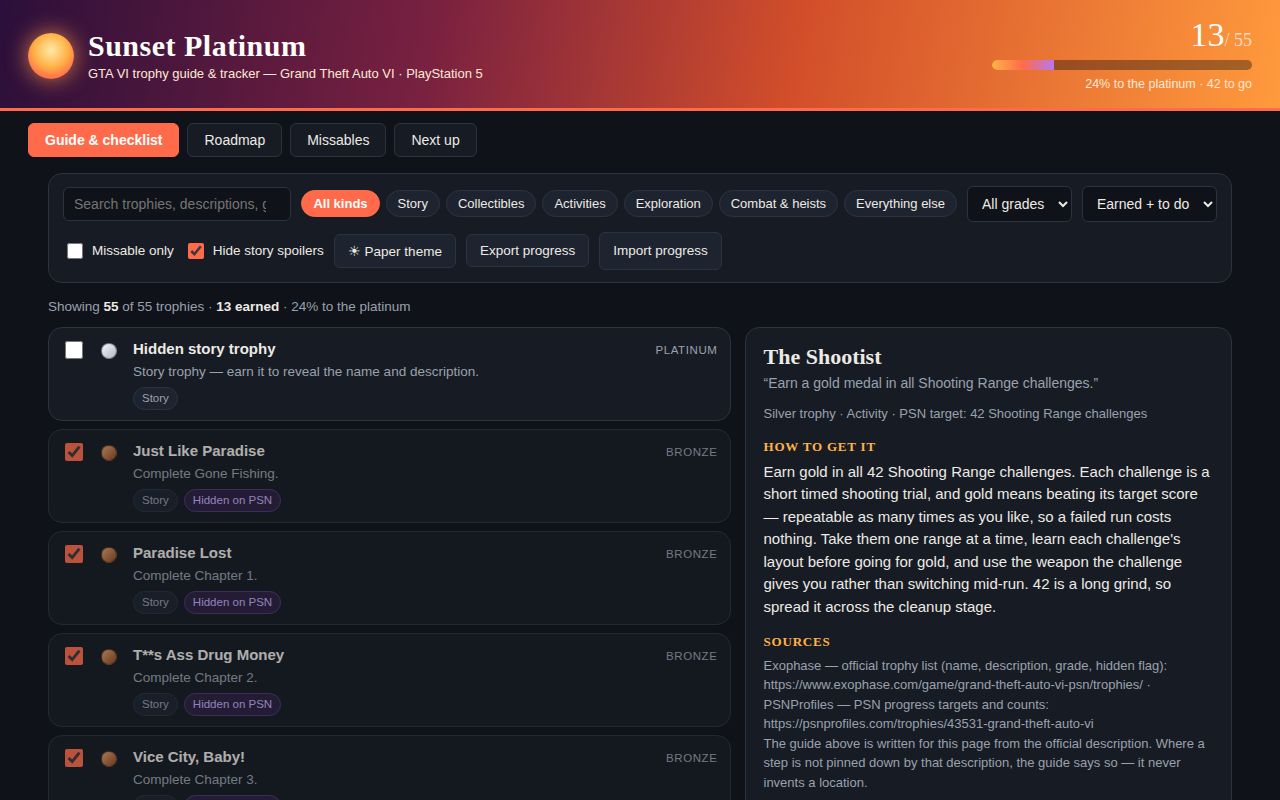 Sunset Platinum
GTA VI trophy guide & tracker — Grand Theft Auto VI · PlayStation 5
13 / 55
24% to the platinum · 42 to go
Guide & checklist
Roadmap
Missables
Next up
Search trophies, descriptions, g
All kinds
Story
Collectibles
Activities
Exploration
Combat & heists
Everything else
All grades
Earned + to do
Missable only
Hide story spoilers
☀ Paper theme
Export progress
Import progress
Showing 55 of 55 trophies · 13 earned · 24% to the platinum
Hidden story trophy
PLATINUM
Story trophy — earn it to reveal the name and description.
Story
Just Like Paradise
BRONZE
Complete Gone Fishing.
Story
Hidden on PSN
Paradise Lost
BRONZE
Complete Chapter 1.
Story
Hidden on PSN
T**s Ass Drug Money
BRONZE
Complete Chapter 2.
Story
Hidden on PSN
Vice City, Baby!
BRONZE
Complete Chapter 3.
The Shootist
“Earn a gold medal in all Shooting Range challenges.”
Silver trophy · Activity · PSN target: 42 Shooting Range challenges
HOW TO GET IT
Earn gold in all 42 Shooting Range challenges. Each challenge is a
short timed shooting trial, and gold means beating its target score
— repeatable as many times as you like, so a failed run costs
nothing. Take them one range at a time, learn each challenge's
layout before going for gold, and use the weapon the challenge
gives you rather than switching mid-run. 42 is a long grind, so
spread it across the cleanup stage.
SOURCES
Exophase — official trophy list (name, description, grade, hidden flag):
https://www.exophase.com/game/grand-theft-auto-vi-psn/trophies/ ·
PSNProfiles — PSN progress targets and counts:
https://psnprofiles.com/trophies/43531-grand-theft-auto-vi
The guide above is written for this page from the official description. Where a
step is not pinned down by that description, the guide says so — it never
invents a location.